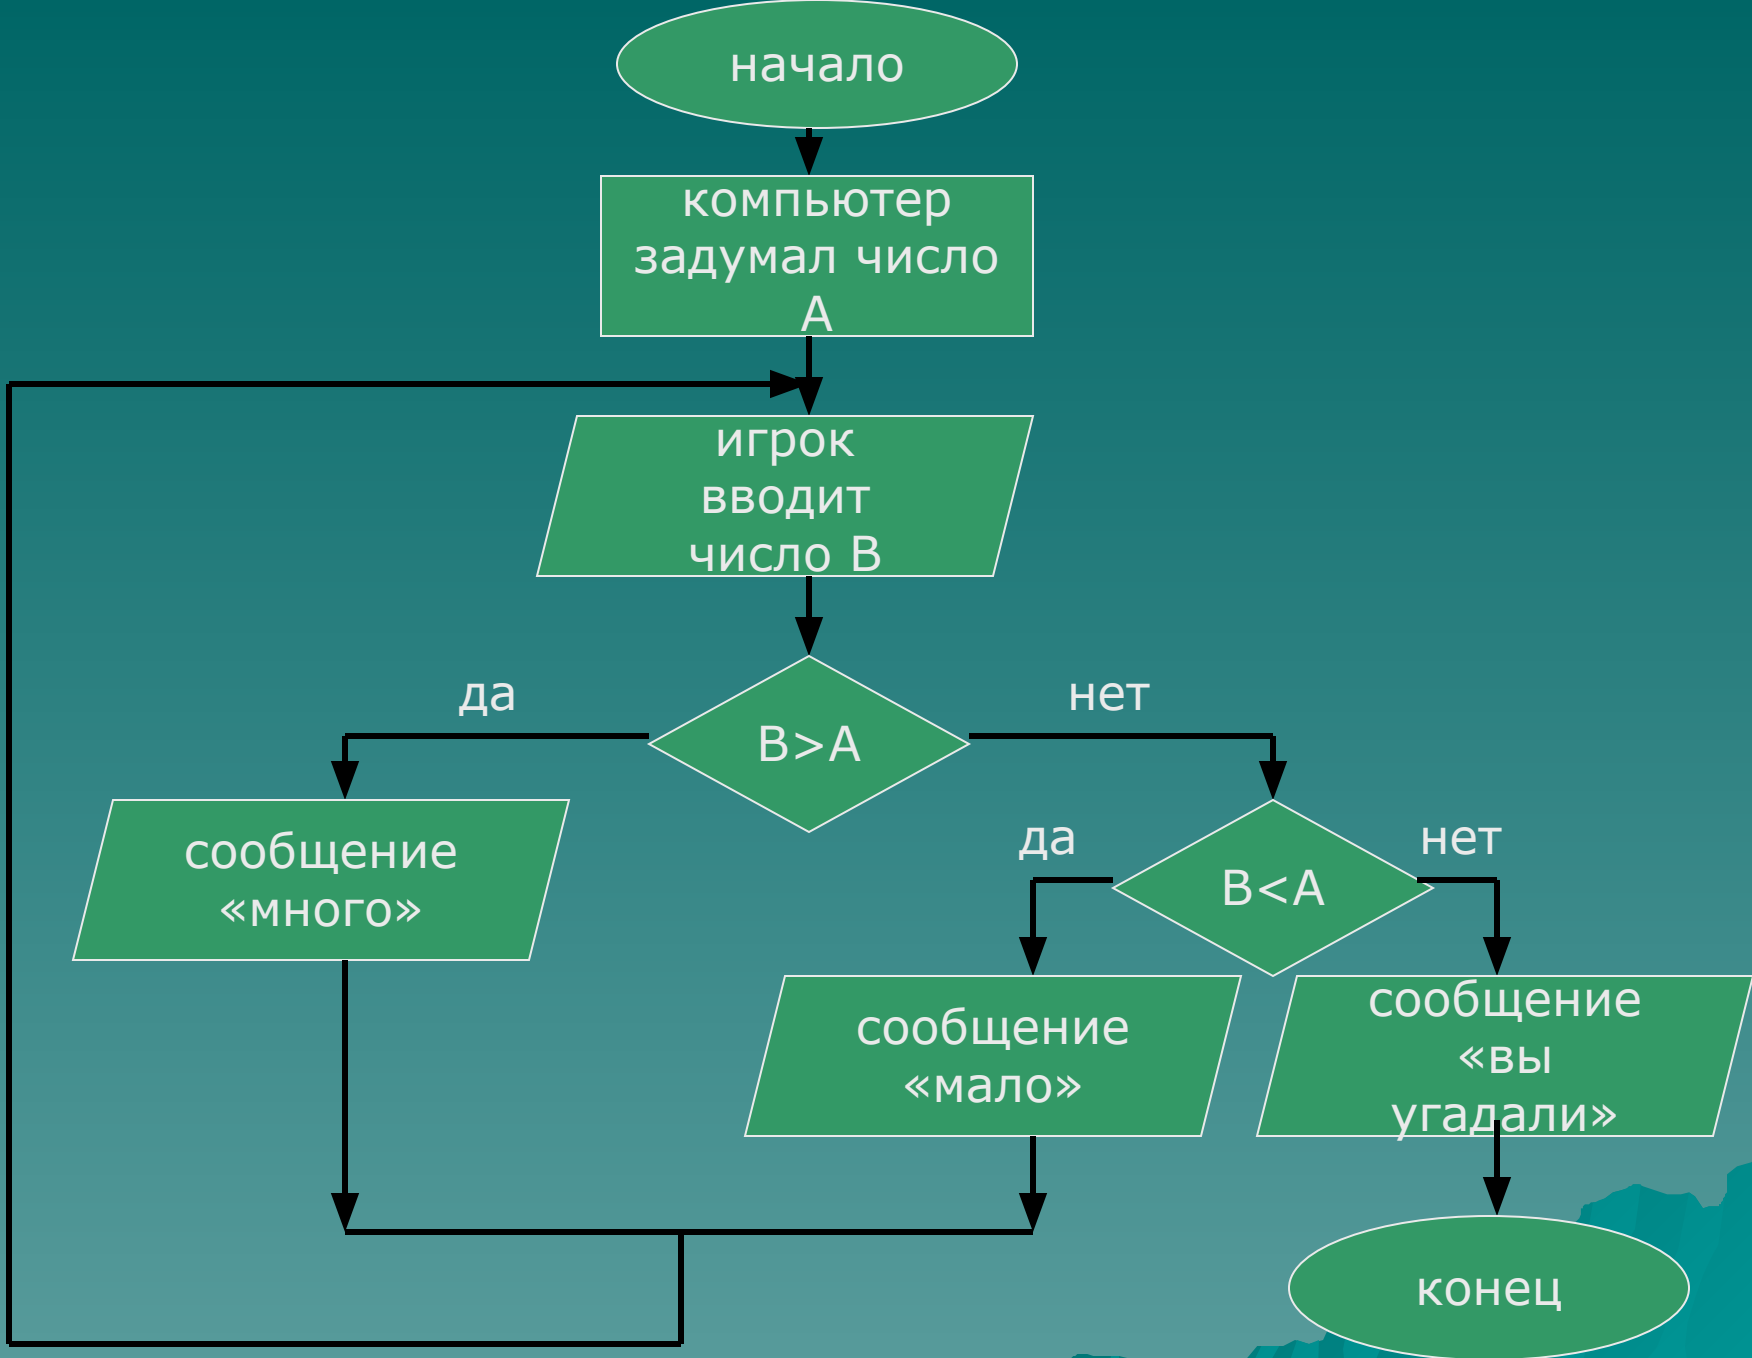 начало
компьютер
задумал число
А
игрок
вводит
число В
да
нет
В>А
сообщение
«много»
да
нет
В<А
сообщение
«мало»
сообщение
«вы
угадали»
конец